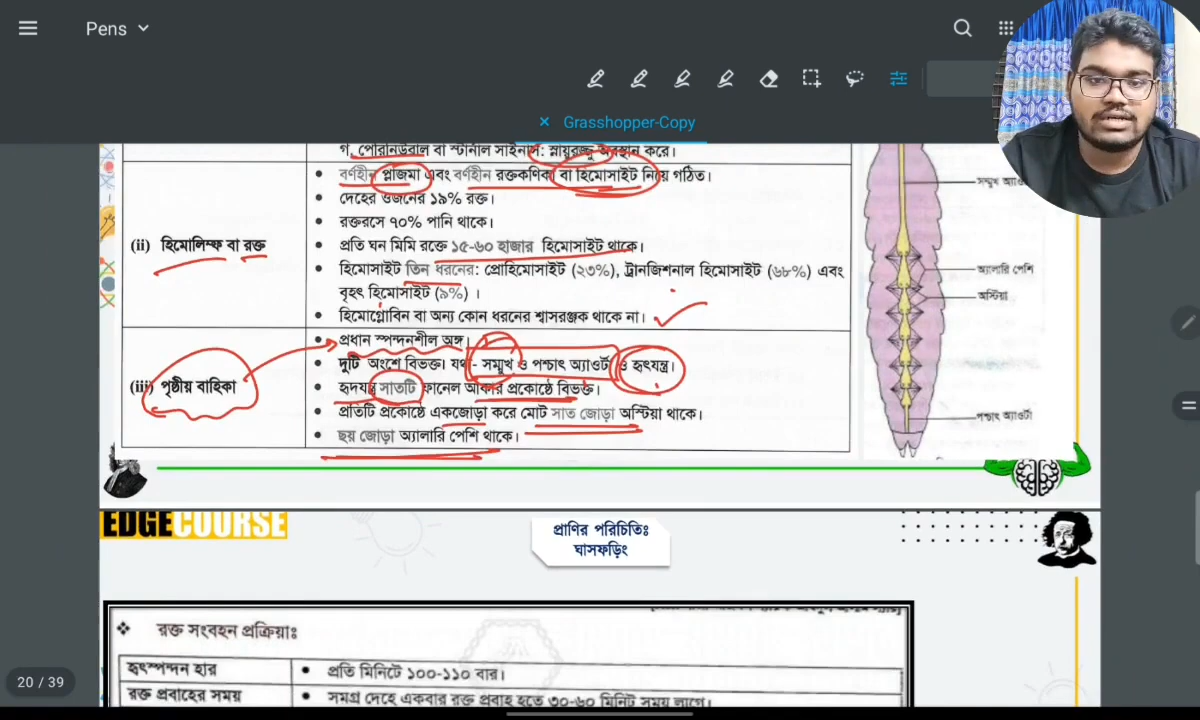 Pens
Grasshopper-Copy
গ. পেরিনিউরাল বা স্টার্নাল সাইনাস: স্নায়ুরজ্জু অবস্থান করে।
(ii) হিমোলিম্ফ বা রক্ত
• বর্ণহীন প্লাজমা এবং বর্ণহীন রক্তকণিকা বা হিমোসাইট নিয়ে গঠিত।
• দেহের ওজনের ১৯% রক্ত।
• রক্তরসে ৭০% পানি থাকে।
• প্রতি ঘন মিমি রক্তে ১৫-৬০ হাজার হিমোসাইট থাকে।
• হিমোসাইট তিন ধরনের: প্রোহিমোসাইট (২৩%), ট্রানজিশনাল হিমোসাইট (৬৮%) এবং
বৃহৎ হিমোসাইট (৯%) ।
• হিমোগ্লোবিন বা অন্য কোন ধরনের শ্বাসরঞ্জক থাকে না।
(iii) পৃষ্ঠীয় বাহিকা
• প্রধান স্পন্দনশীল অঙ্গ।
• দুটি অংশে বিভক্ত। যথা- সম্মুখ ও পশ্চাৎ অ্যাওর্টা ও হৃৎযন্ত্র।
• হৃদযন্ত্র সাতটি ফানেল আকার প্রকোষ্ঠে বিভক্ত।
• প্রতিটি প্রকোষ্ঠে একজোড়া করে মোট সাত জোড়া অস্টিয়া থাকে।
• ছয় জোড়া অ্যালারি পেশি থাকে।
সম্মুখ
অ্যালারি পেশি
অস্টিয়া
পশ্চাৎ অ্যাওর্টা
EDGECOURSE
প্রাণির পরিচিতিঃ
ঘাসফড়িং
❖ রক্ত সংবহন প্রক্রিয়াঃ
হৃৎস্পন্দন হার • প্রতি মিনিটে ১০০-১১০ বার।
রক্ত প্রবাহের সময় • সমগ্র দেহে একবার রক্ত প্রবাহ হতে ৩০-৬০ মিনিট সময় লাগে।
20 / 39